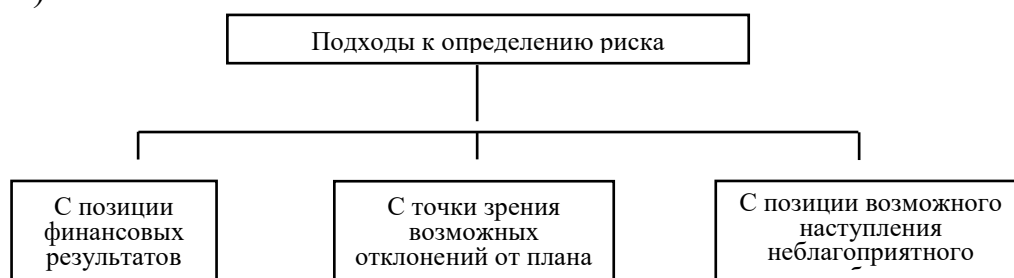 )
Подходы к определению риска
С позиции
финансовых
результатов
С точки зрения
возможных
отклонений от плана
С позиции возможного
наступления
неблагоприятного